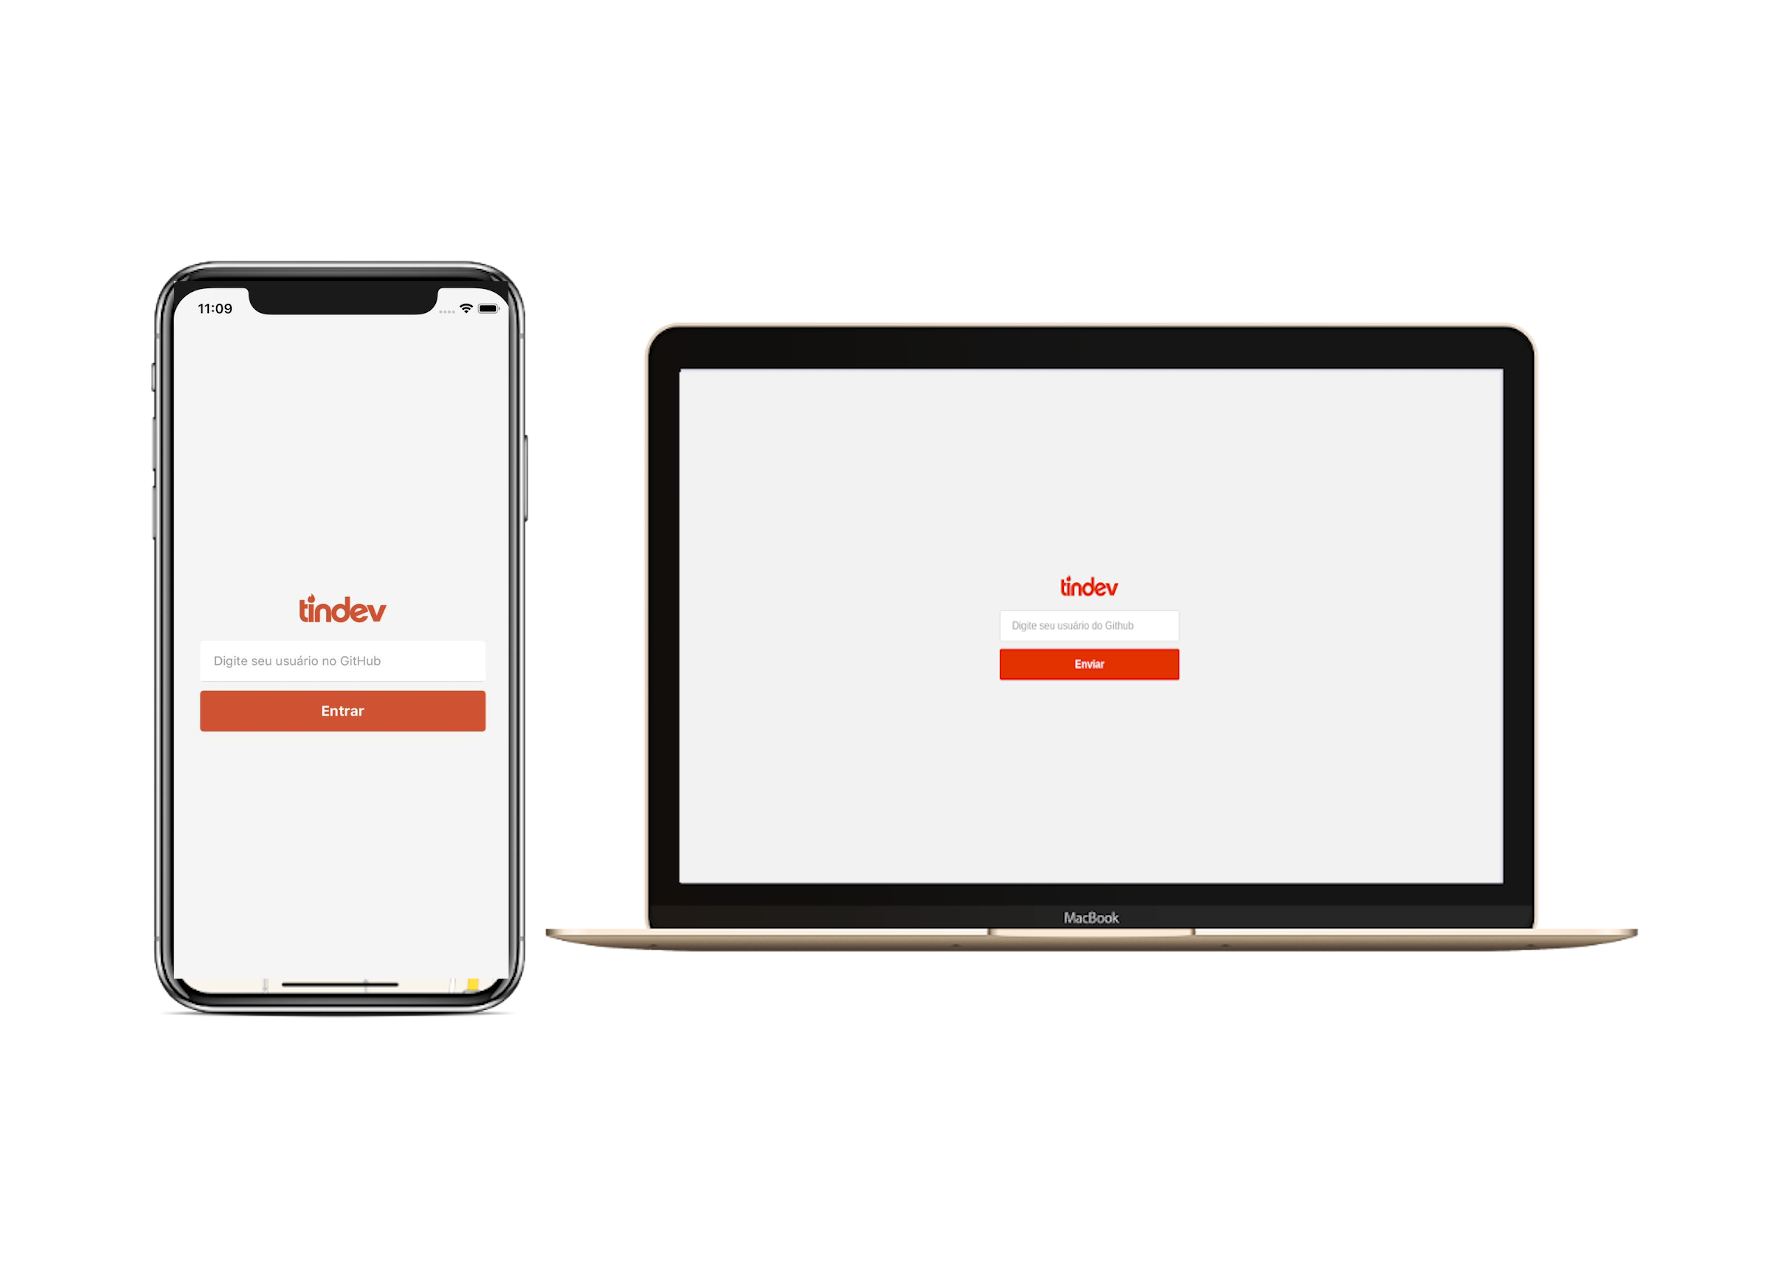 11:09
tindev
Digite seu usuário no GitHub
Entrar
tindev
Digite seu usuário do Github
Enviar
MacBook